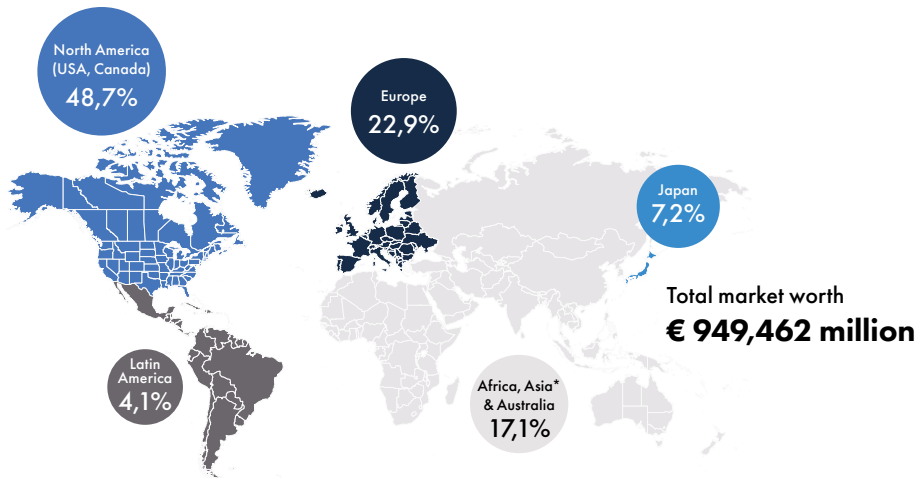 North America
(USA, Canada)
48,7%
Europe
22,9%
Japan
7,2%
Total market worth
€ 949,462 million
Latin
America
4,1%
Africa, Asia*
& Australia
17,1%